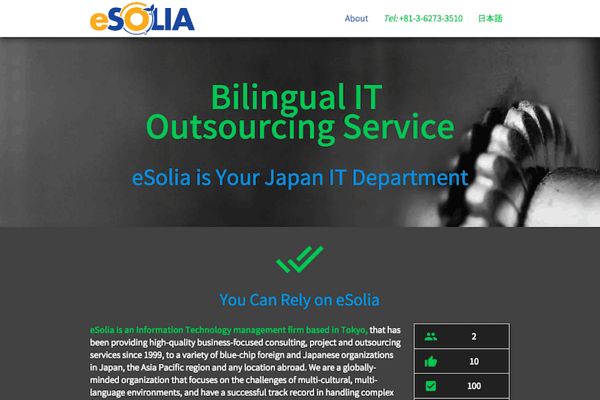 eSOLIA
About Tel: +81-3-6273-3510 日本語
Bilingual IT
Outsourcing Service
eSolia is Your Japan IT Department
You Can Rely on eSolia
eSolia is an Information Technology management firm based in Tokyo, that has
been providing high-quality business-focused consulting, project and outsourcing
services since 1999, to a variety of blue-chip foreign and Japanese organizations
in Japan, the Asia Pacific region and any location abroad. We are a globally-
minded organization that focuses on the challenges of multi-cultural, multi-
language environments, and have a successful track record in handling complex
2
10
100